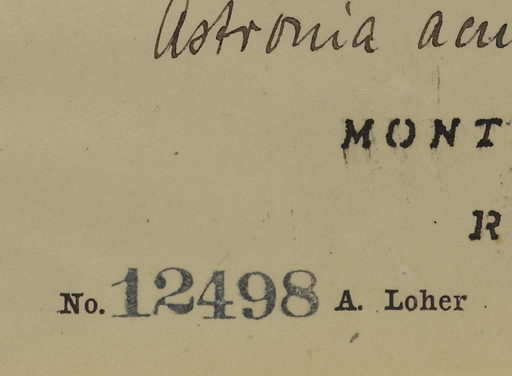 Astronia acu
MONT
R
No. 12498 A. Loher